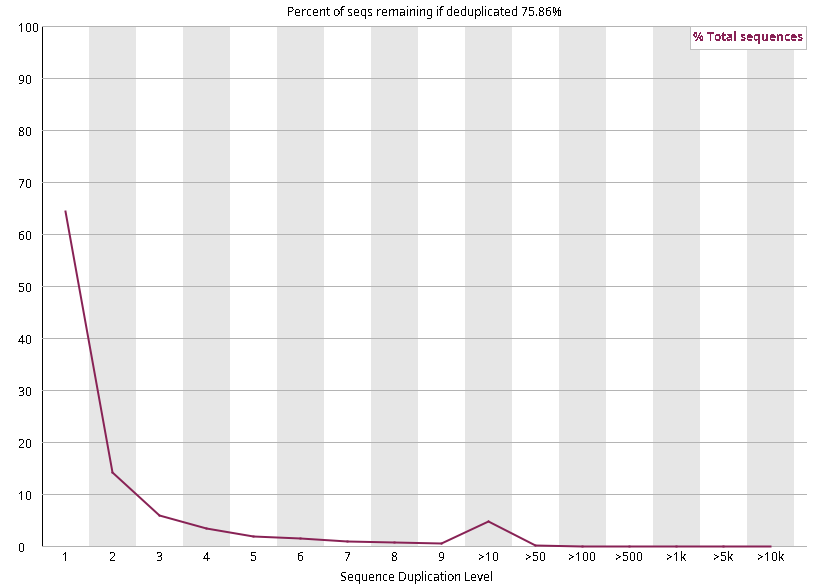 Percent of seqs remaining if deduplicated 75.86%
% Total sequences
100
90
80
70
60
50
40
30
20
10
0
1 2 3 4 5 6 7 8 9 >10 >50 >100 >500 >1k >5k >10k
Sequence Duplication Level